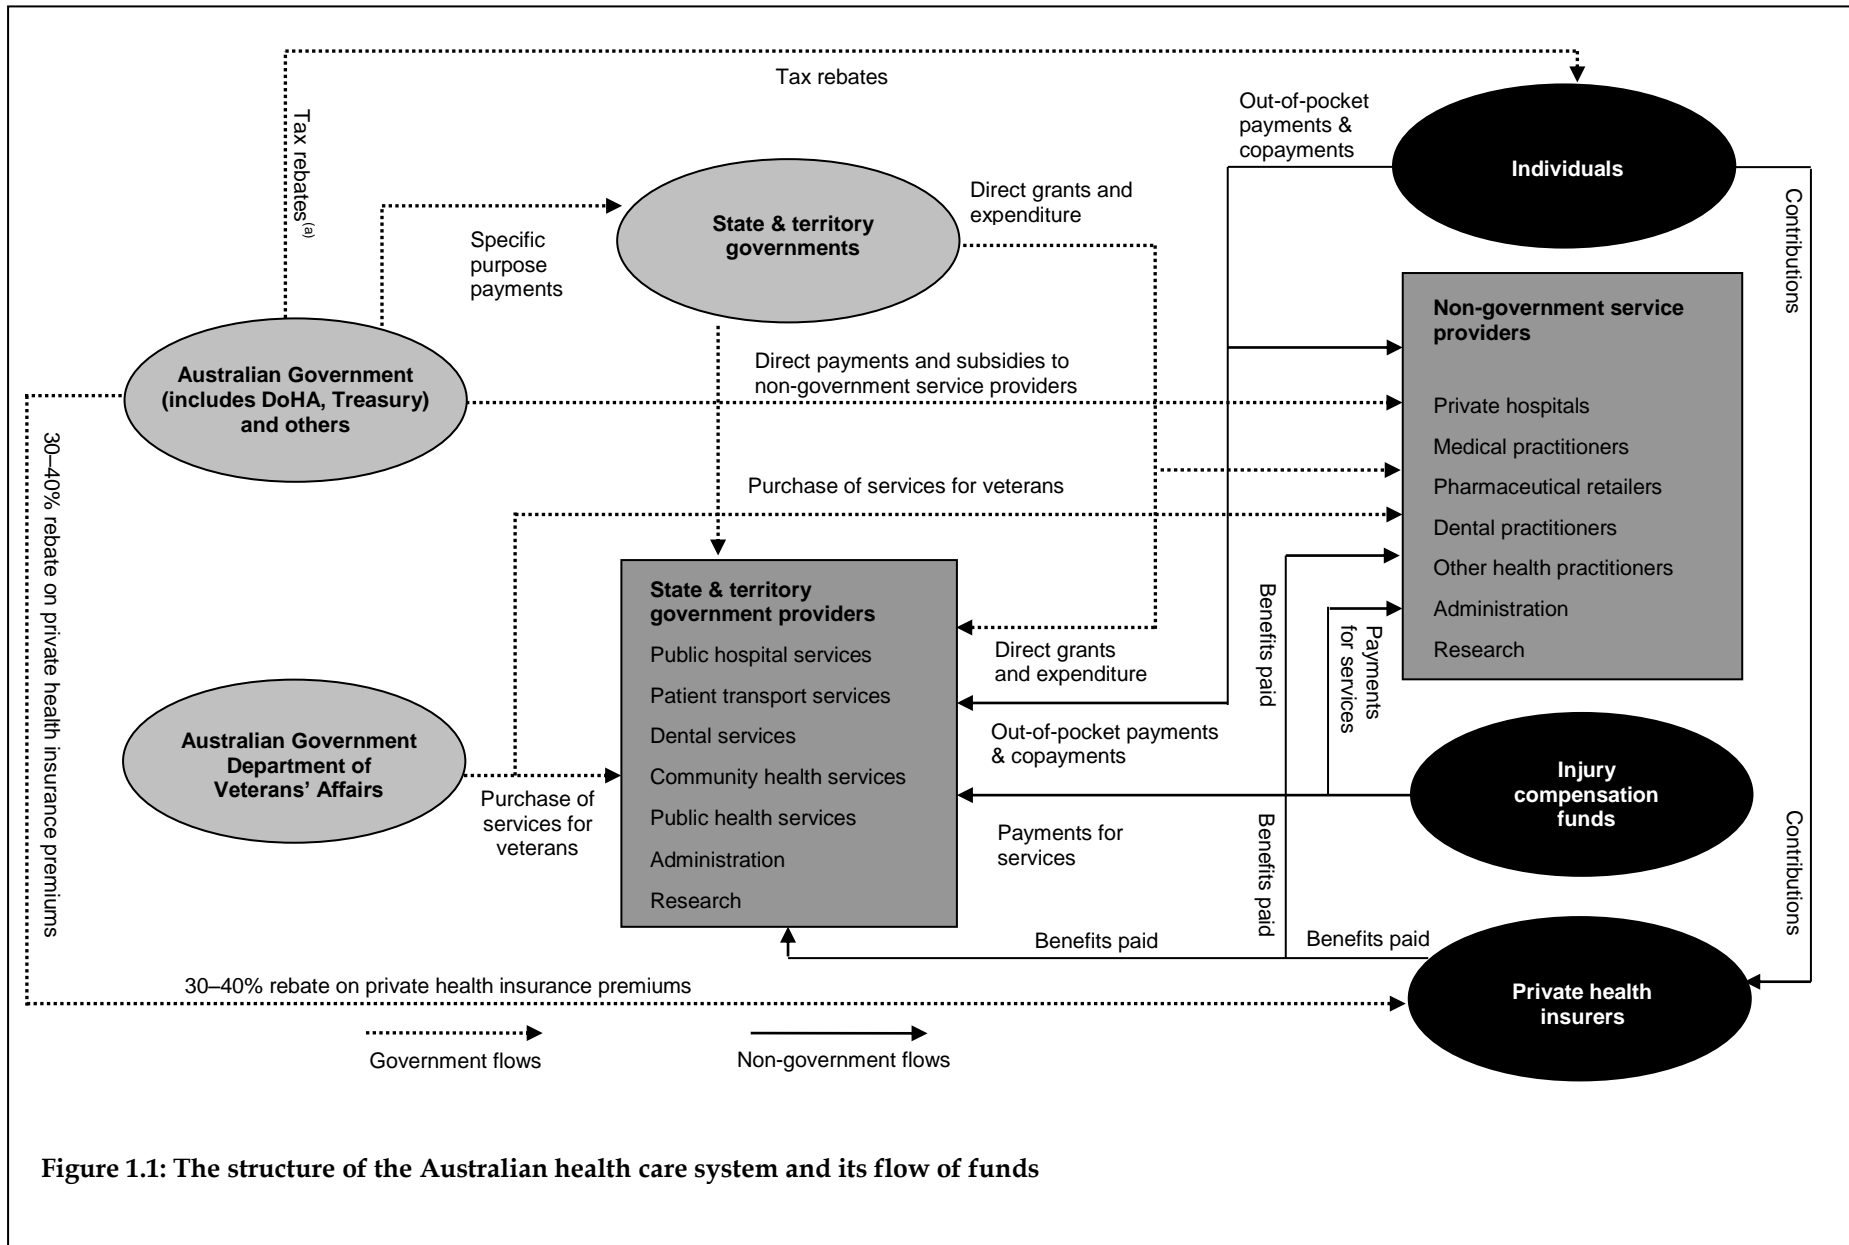 Tax rebates
Tax rebates(a)
Out-of-pocket
payments &
copayments
Individuals
Contributions
Direct grants and
expenditure
State & territory
governments
Specific
purpose
payments
Non-government service
providers
Private hospitals
Medical practitioners
Pharmaceutical retailers
Dental practitioners
Other health practitioners
Administration
Research
Direct payments and subsidies to
non-government service providers
Australian Government
(includes DoHA, Treasury)
and others
30–40% rebate on private health insurance premiums
Purchase of services for veterans
State & territory
government providers
Public hospital services
Patient transport services
Dental services
Community health services
Public health services
Administration
Research
Direct grants
and expenditure
Benefits paid
Payments
for services
Out-of-pocket payments
& copayments
Australian Government
Department of
Veterans’ Affairs
Purchase of
services for
veterans
Injury
compensation
funds
Payments for
services
Benefits paid
Contributions
Benefits paid
Benefits paid
30–40% rebate on private health insurance premiums
Private health
insurers
Government flows
Non-government flows
Figure 1.1: The structure of the Australian health care system and its flow of funds